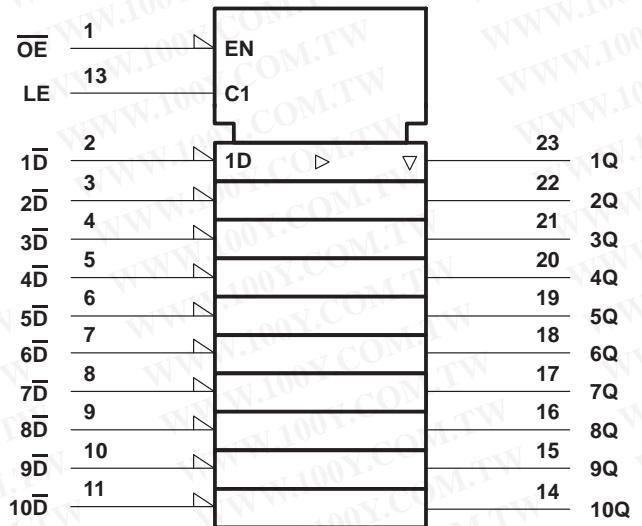 O̅E̅ 1 EN
LE 13 C1
1D̅ 2 1D 23 1Q
2D̅ 3 22 2Q
3D̅ 4 21 3Q
4D̅ 5 20 4Q
5D̅ 6 19 5Q
6D̅ 7 18 6Q
7D̅ 8 17 7Q
8D̅ 9 16 8Q
9D̅ 10 15 9Q
10D̅ 11 14 10Q
WWW.100Y.COM.TW